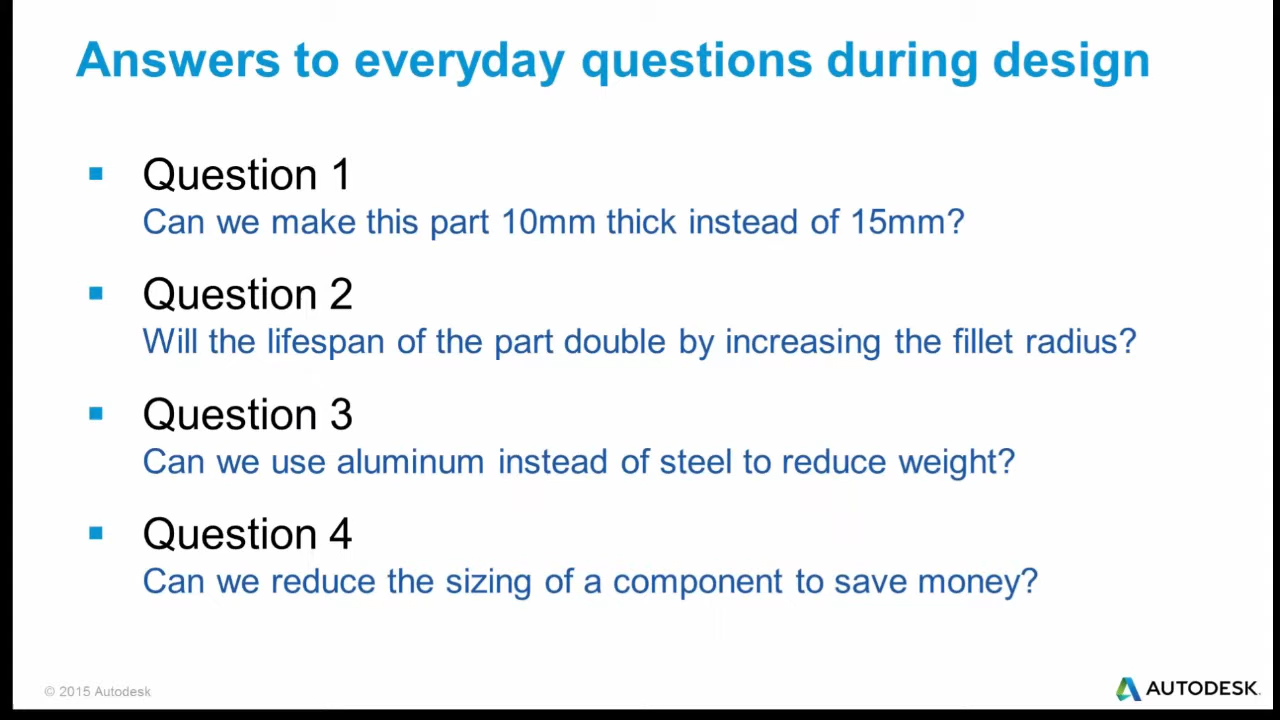 Answers to everyday questions during design
Question 1
Can we make this part 10mm thick instead of 15mm?
Question 2
Will the lifespan of the part double by increasing the fillet radius?
Question 3
Can we use aluminum instead of steel to reduce weight?
Question 4
Can we reduce the sizing of a component to save money?
© 2015 Autodesk
AUTODESK.